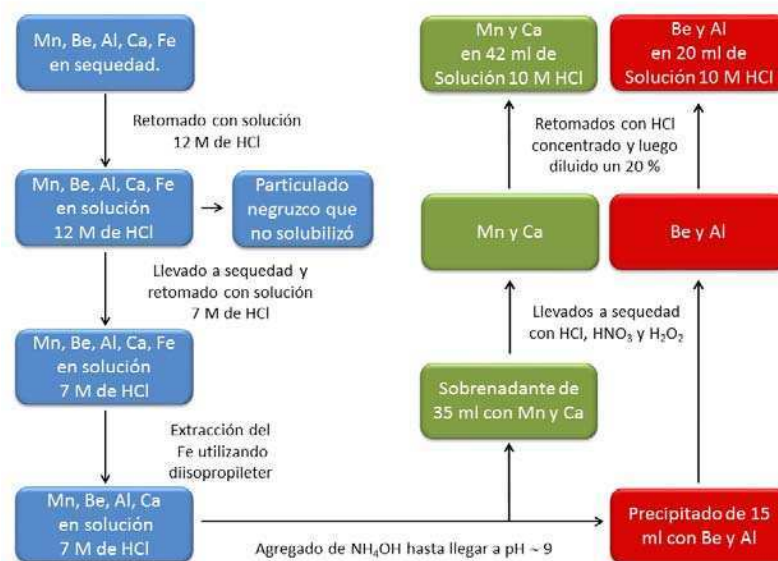 Mn, Be, Al, Ca, Fe
en sequedad.
Retomado con solución
12 M de HCl
Mn, Be, Al, Ca, Fe
en solución
12 M de HCl
Particulado
negruzco que
no solubilizó
Llevado a sequedad y
retomado con solución
7 M de HCl
Mn, Be, Al, Ca, Fe
en solución
7 M de HCl
Extracción del
Fe utilizando
diisopropileter
Mn, Be, Al, Ca
en solución
7 M de HCl
Agregado de NH₄OH hasta llegar a pH ~ 9
Mn y Ca
en 42 ml de
Solución 10 M HCl
Be y Al
en 20 ml de
Solución 10 M HCl
Retomados con HCl
concentrado y luego
diluido un 20 %
Mn y Ca
Be y Al
Llevados a sequedad
con HCl, HNO₃ y H₂O₂
Sobrenadante de
35 ml con Mn y Ca
Precipitado de 15
ml con Be y Al